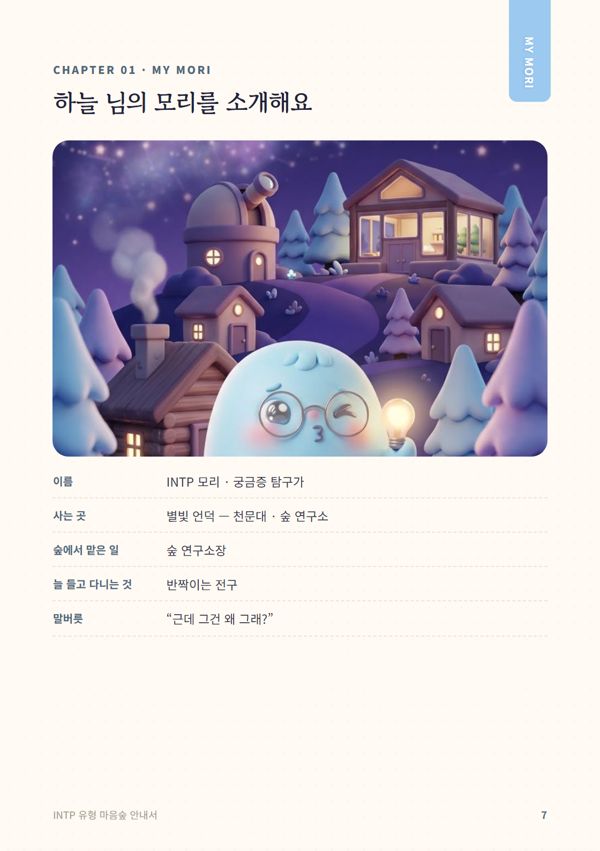 MY MORI
CHAPTER 01 · MY MORI
하늘 님의 모리를 소개해요
이름 INTP 모리 · 궁금증 탐구가
사는 곳 별빛 언덕 — 천문대 · 숲 연구소
숲에서 맡은 일 숲 연구소장
늘 들고 다니는 것 반짝이는 전구
말버릇 “근데 그건 왜 그래?”
INTP 유형 마음숲 안내서 7